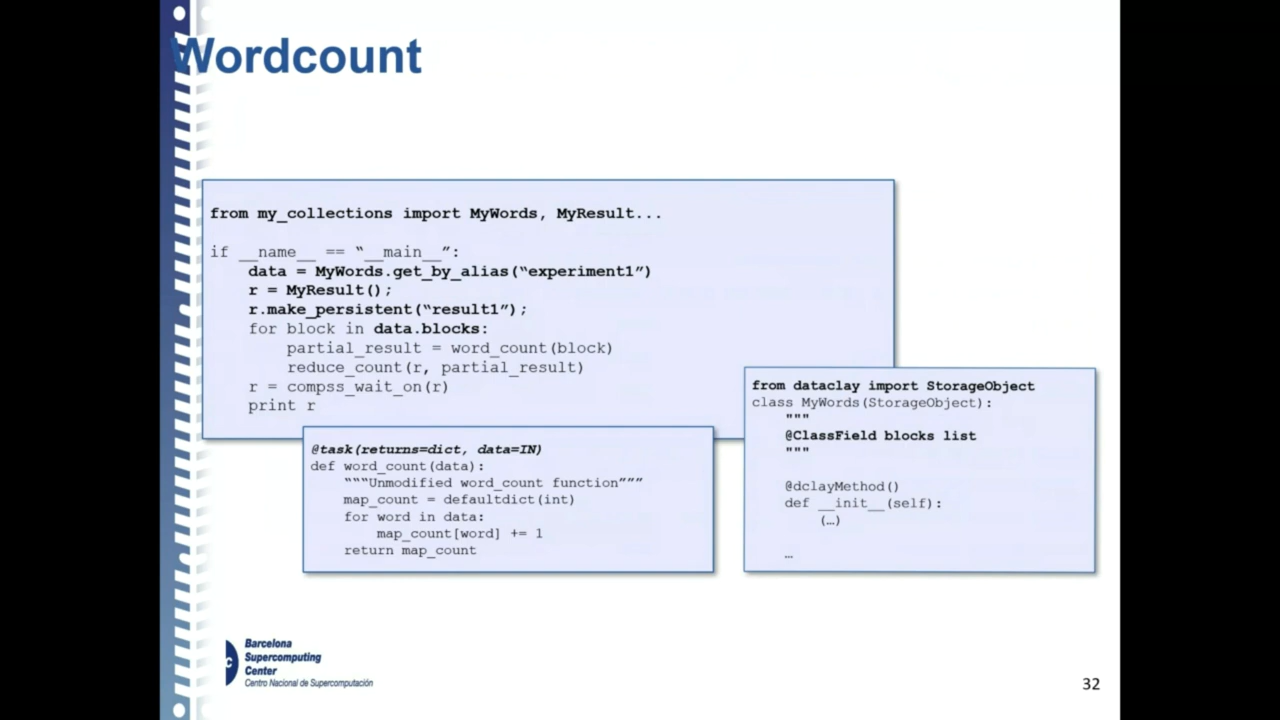 Wordcount
from my_collections import MyWords, MyResult...
if __name__ == “__main__”:
data = MyWords.get_by_alias(“experiment1”)
r = MyResult();
r.make_persistent(“result1”);
for block in data.blocks:
partial_result = word_count(block)
reduce_count(r, partial_result)
r = compss_wait_on(r)
print r
@task(returns=dict, data=IN)
def word_count(data):
“““Unmodified word_count function”””
map_count = defaultdict(int)
for word in data:
map_count[word] += 1
return map_count
from dataclay import StorageObject
class MyWords(StorageObject):
"""
@ClassField blocks list
"""
@dclayMethod()
def __init__(self):
(…)
…
Barcelona
Supercomputing
Center
Centro Nacional de Supercomputación
32